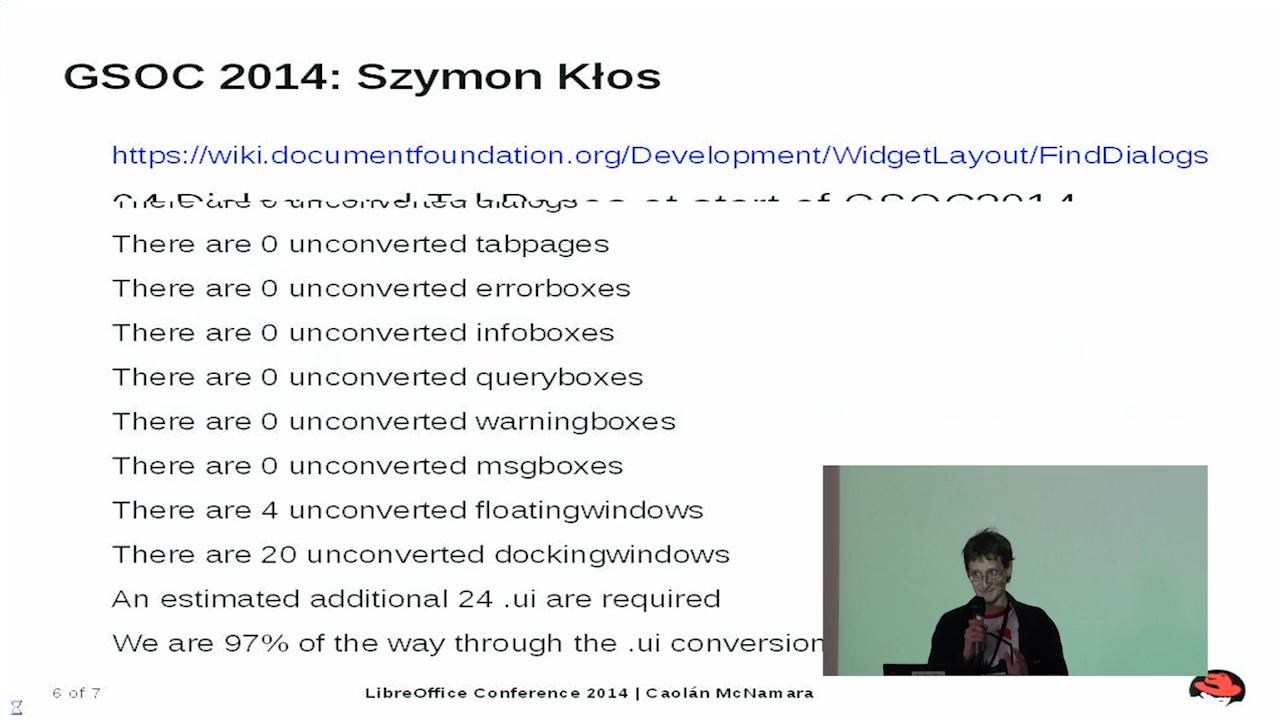 GSOC 2014: Szymon Kłos
https://wiki.documentfoundation.org/Development/WidgetLayout/FindDialogs
at start of GSOC2014
There are 0 unconverted tabpages
There are 0 unconverted errorboxes
There are 0 unconverted infoboxes
There are 0 unconverted queryboxes
There are 0 unconverted warningboxes
There are 0 unconverted msgboxes
There are 4 unconverted floatingwindows
There are 20 unconverted dockingwindows
An estimated additional 24 .ui are required
We are 97% of the way through the .ui conversion
6 of 7
LibreOffice Conference 2014 | Caolán McNamara